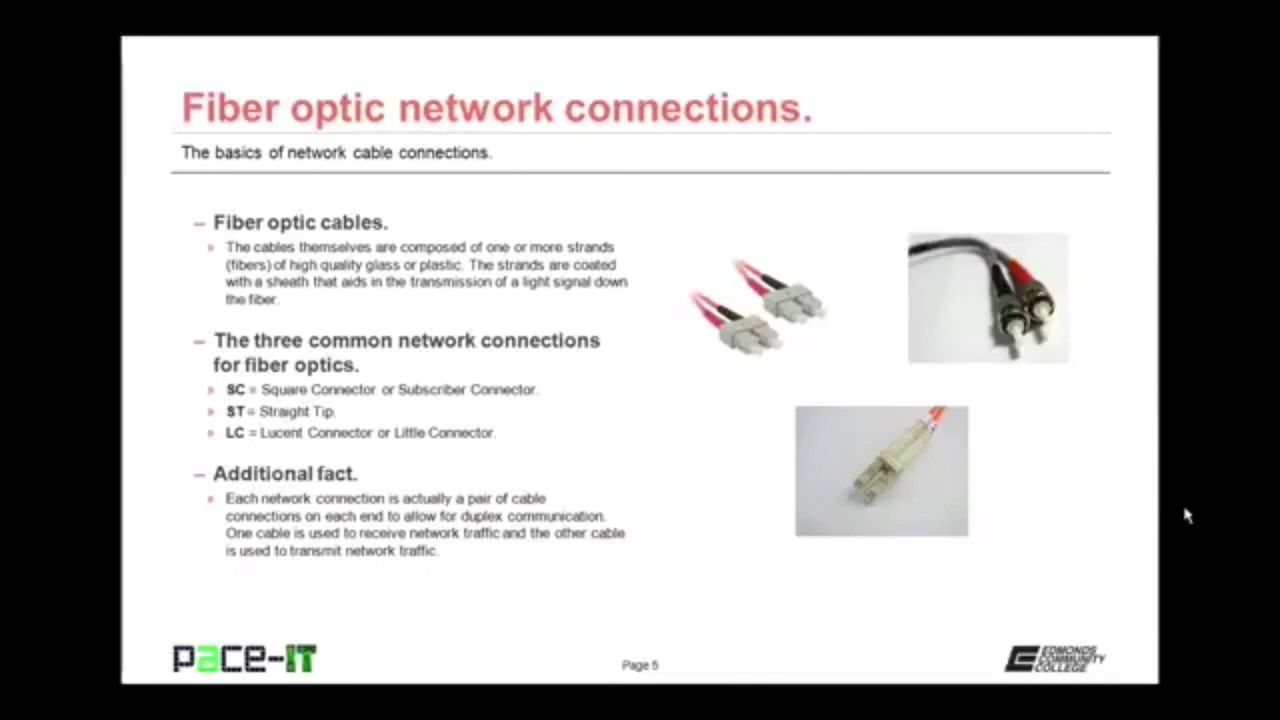 Fiber optic network connections.
The basics of network cable connections.
– Fiber optic cables.
» The cables themselves are composed of one or more strands
(fibers) of high quality glass or plastic. The strands are coated
with a sheath that aids in the transmission of a light signal down
the fiber.
– The three common network connections
for fiber optics.
» SC = Square Connector or Subscriber Connector.
» ST = Straight Tip.
» LC = Lucent Connector or Little Connector.
– Additional fact.
» Each network connection is actually a pair of cable
connections on each end to allow for duplex communication.
One cable is used to receive network traffic and the other cable
is used to transmit network traffic.
pace-IT
Page 5
EDMONDS
COMMUNITY
COLLEGE